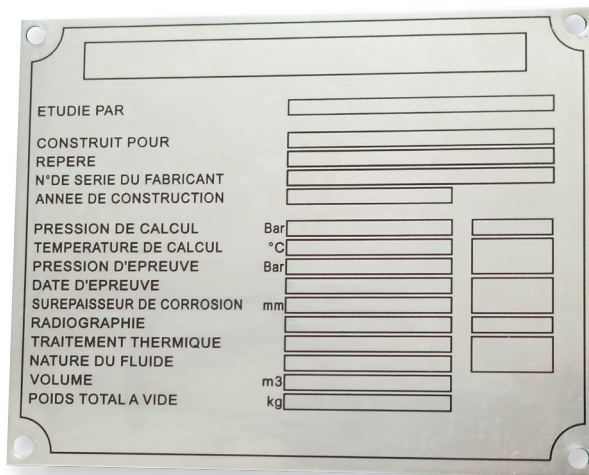 ETUDIE PAR
CONSTRUIT POUR
REPERE
N°DE SERIE DU FABRICANT
ANNEE DE CONSTRUCTION
PRESSION DE CALCUL Bar
TEMPERATURE DE CALCUL °C
PRESSION D'EPREUVE Bar
DATE D'EPREUVE
SUREPAISSEUR DE CORROSION mm
RADIOGRAPHIE
TRAITEMENT THERMIQUE
NATURE DU FLUIDE
VOLUME m3
POIDS TOTAL A VIDE kg